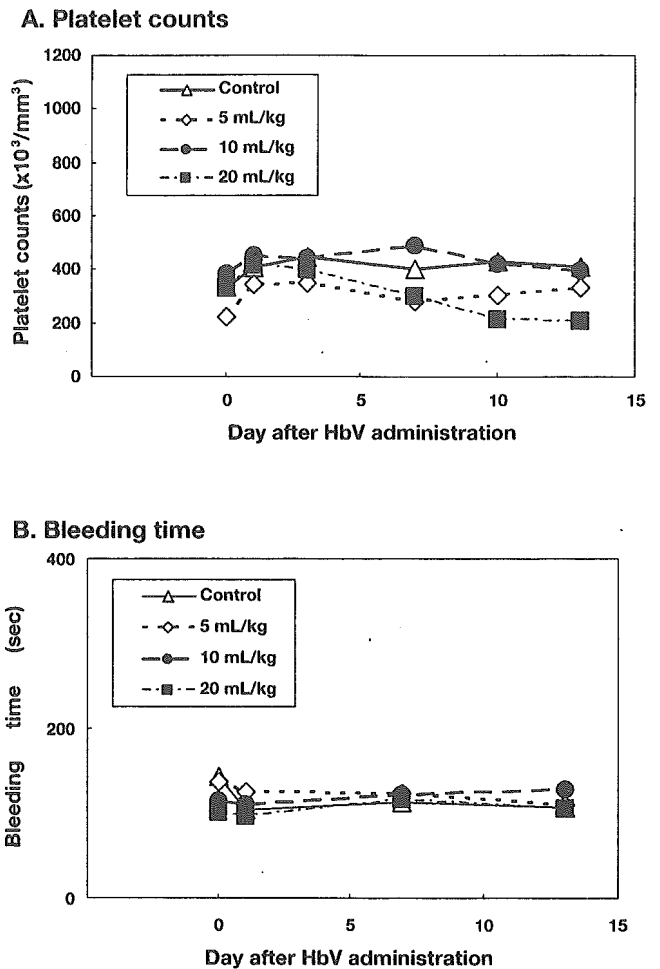 A. Platelet counts
Platelet counts (x10³/mm³)
1200
1000
800
600
400
200
0
Control
5 mL/kg
10 mL/kg
20 mL/kg
0
5
10
15
Day after HbV administration
B. Bleeding time
Bleeding time (sec)
400
200
0
Control
5 mL/kg
10 mL/kg
20 mL/kg
0
5
10
15
Day after HbV administration